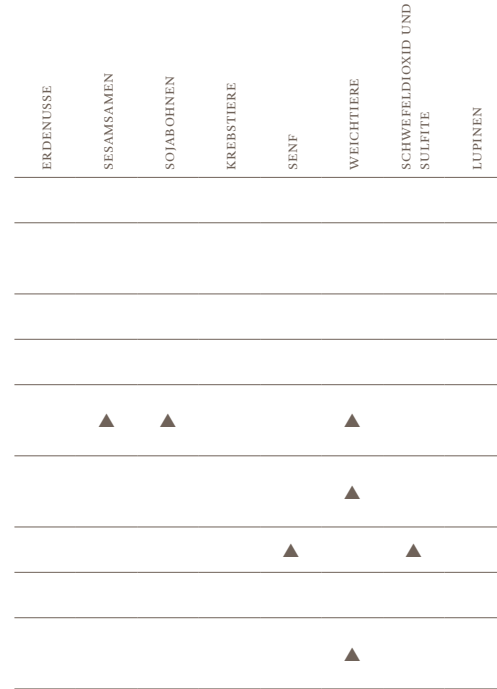 ERDENUSSE
SESAMSAMEN
SOJABOHNEN
KREBSTIERE
SENF
WEICHTIERE
SCHWEFELDIOXID UND
SULFITE
LUPINEN